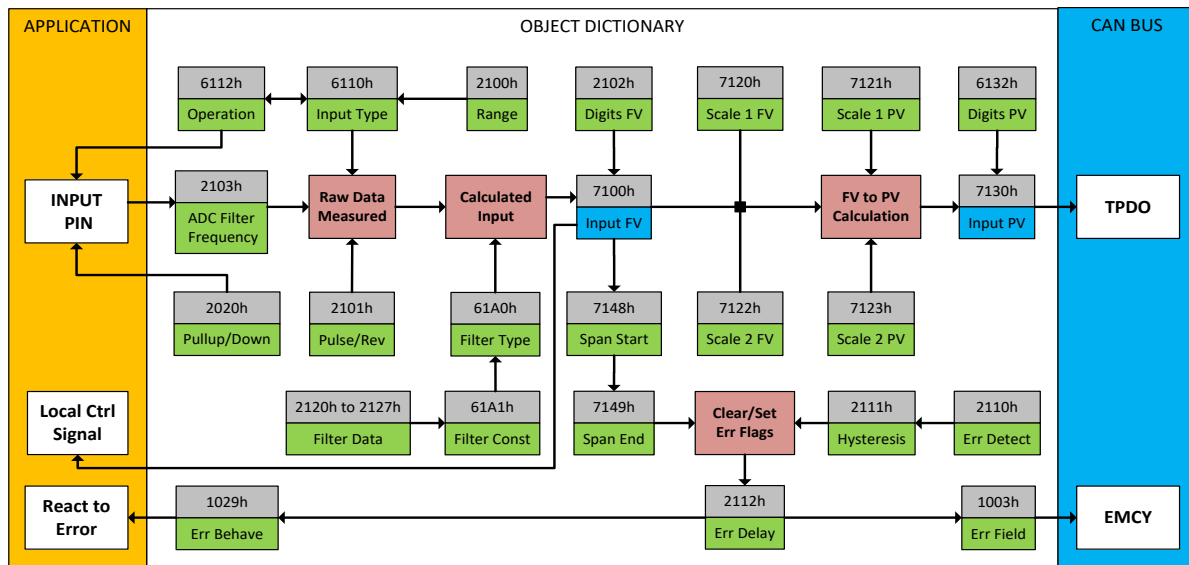 APPLICATION
OBJECT DICTIONARY
CAN BUS
6112h
Operation
6110h
Input Type
2100h
Range
2102h
Digits FV
7120h
Scale 1 FV
7121h
Scale 1 PV
6132h
Digits PV
INPUT
PIN
2103h
ADC Filter
Frequency
Raw Data
Measured
Calculated
Input
7100h
Input FV
FV to PV
Calculation
7130h
Input PV
TPDO
2020h
Pullup/Down
2101h
Pulse/Rev
61A0h
Filter Type
7148h
Span Start
7122h
Scale 2 FV
7123h
Scale 2 PV
Local Ctrl
Signal
2120h to 2127h
Filter Data
61A1h
Filter Const
7149h
Span End
Clear/Set
Err Flags
2111h
Hysteresis
2110h
Err Detect
React to
Error
1029h
Err Behave
2112h
Err Delay
1003h
Err Field
EMCY